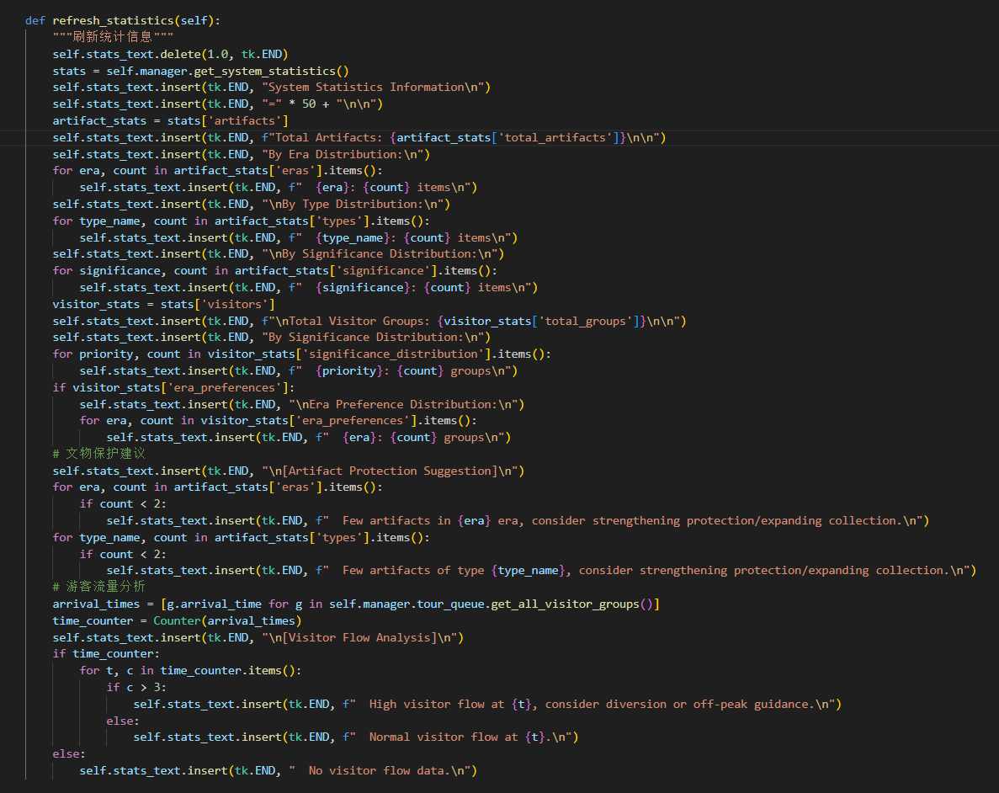 def refresh_statistics(self):
    """刷新统计信息"""
    self.stats_text.delete(1.0, tk.END)
    stats = self.manager.get_system_statistics()
    self.stats_text.insert(tk.END, "System Statistics Information\n")
    self.stats_text.insert(tk.END, "=" * 50 + "\n\n")
    artifact_stats = stats['artifacts']
    self.stats_text.insert(tk.END, f"Total Artifacts: {artifact_stats['total_artifacts']}\n\n")
    self.stats_text.insert(tk.END, "By Era Distribution:\n")
    for era, count in artifact_stats['eras'].items():
        self.stats_text.insert(tk.END, f"  {era}: {count} items\n")
    self.stats_text.insert(tk.END, "\nBy Type Distribution:\n")
    for type_name, count in artifact_stats['types'].items():
        self.stats_text.insert(tk.END, f"  {type_name}: {count} items\n")
    self.stats_text.insert(tk.END, "\nBy Significance Distribution:\n")
    for significance, count in artifact_stats['significance'].items():
        self.stats_text.insert(tk.END, f"  {significance}: {count} items\n")
    visitor_stats = stats['visitors']
    self.stats_text.insert(tk.END, f"\nTotal Visitor Groups: {visitor_stats['total_groups']}\n\n")
    self.stats_text.insert(tk.END, "By Significance Distribution:\n")
    for priority, count in visitor_stats['significance_distribution'].items():
        self.stats_text.insert(tk.END, f"  {priority}: {count} groups\n")
    if visitor_stats['era_preferences']:
        self.stats_text.insert(tk.END, "\nEra Preference Distribution:\n")
        for era, count in visitor_stats['era_preferences'].items():
            self.stats_text.insert(tk.END, f"  {era}: {count} groups\n")
    # 文物保护建议
    self.stats_text.insert(tk.END, "\n[Artifact Protection Suggestion]\n")
    for era, count in artifact_stats['eras'].items():
        if count < 2:
            self.stats_text.insert(tk.END, f"  Few artifacts in {era} era, consider strengthening protection/expanding collection.\n")
    for type_name, count in artifact_stats['types'].items():
        if count < 2:
            self.stats_text.insert(tk.END, f"  Few artifacts of type {type_name}, consider strengthening protection/expanding collection.\n")
    # 游客流量分析
    arrival_times = [g.arrival_time for g in self.manager.tour_queue.get_all_visitor_groups()]
    time_counter = Counter(arrival_times)
    self.stats_text.insert(tk.END, "\n[Visitor Flow Analysis]\n")
    if time_counter:
        for t, c in time_counter.items():
            if c > 3:
                self.stats_text.insert(tk.END, f"  High visitor flow at {t}, consider diversion or off-peak guidance.\n")
            else:
                self.stats_text.insert(tk.END, f"  Normal visitor flow at {t}.\n")
    else:
        self.stats_text.insert(tk.END, "  No visitor flow data.\n")